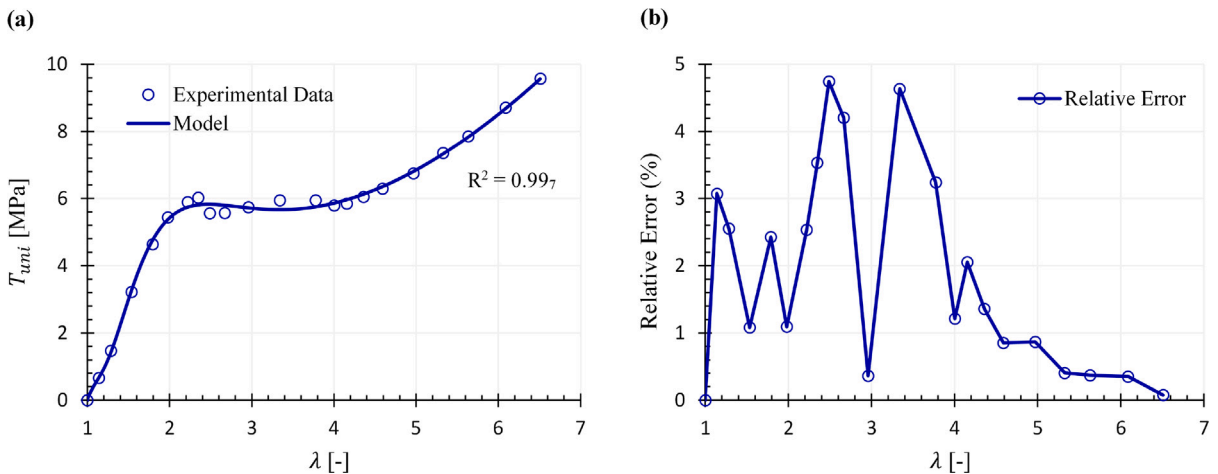 (a)
10
8
6
4
2
0
T_uni [MPa]
Experimental Data
Model
R² = 0.99₇
1 2 3 4 5 6 7
λ [-]
(b)
5
4
3
2
1
0
Relative Error (%)
Relative Error
1 2 3 4 5 6 7
λ [-]